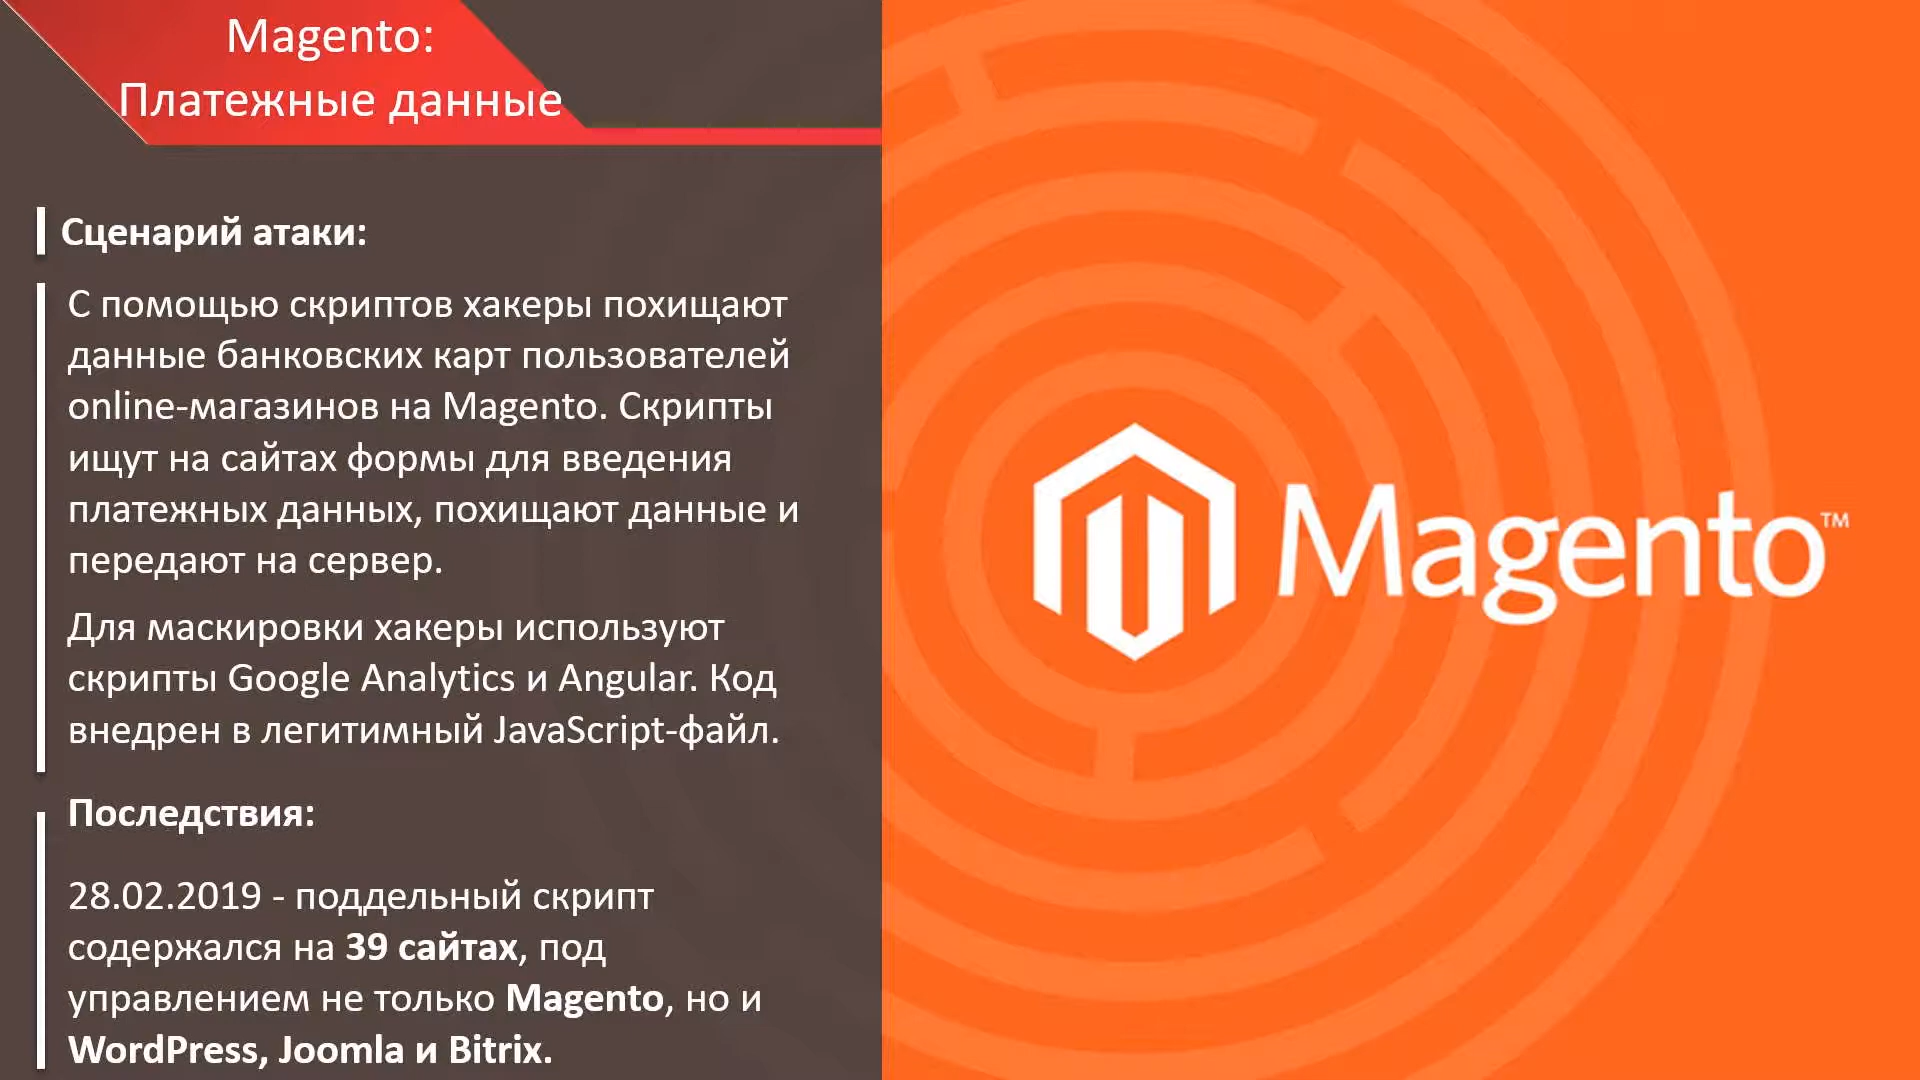 Magento:
Платежные данные
Сценарий атаки:
С помощью скриптов хакеры похищают
данные банковских карт пользователей
online-магазинов на Magento. Скрипты
ищут на сайтах формы для введения
платежных данных, похищают данные и
передают на сервер.
Для маскировки хакеры используют
скрипты Google Analytics и Angular. Код
внедрен в легитимный JavaScript-файл.
Последствия:
28.02.2019 - поддельный скрипт
содержался на 39 сайтах, под
управлением не только Magento, но и
WordPress, Joomla и Bitrix.
Magento™